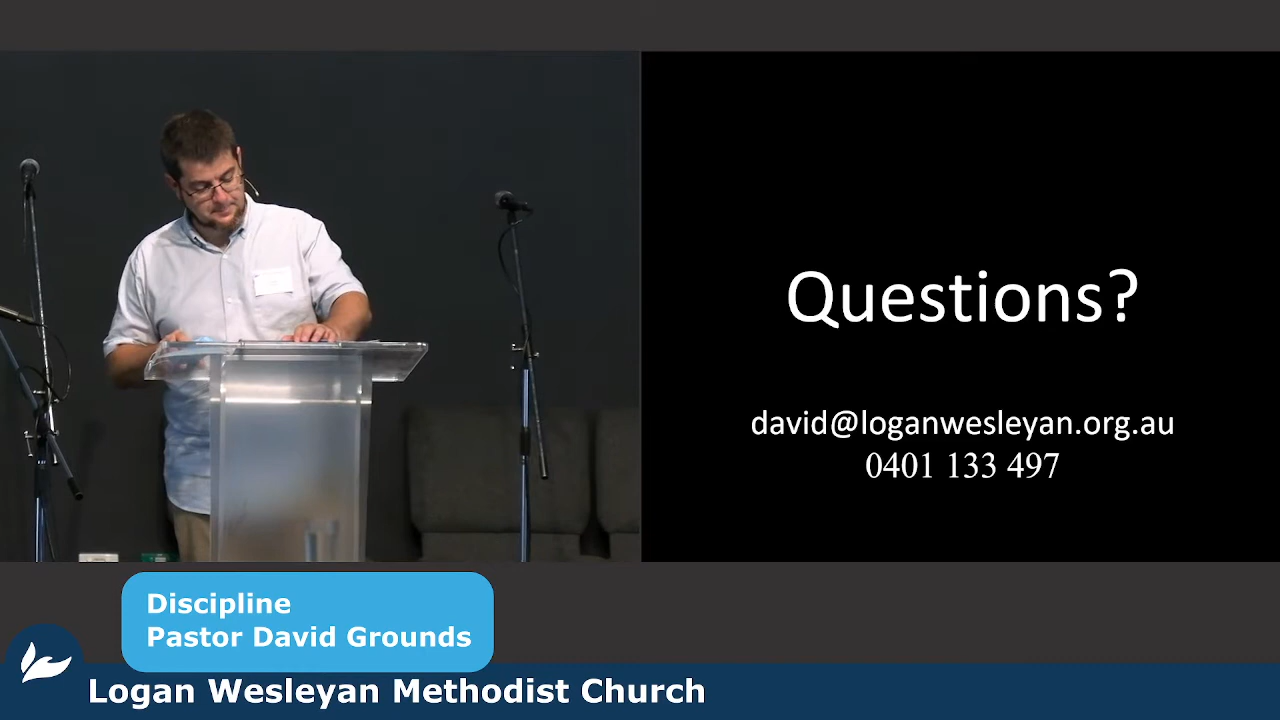 Questions?
david@loganwesleyan.org.au
0401 133 497
Discipline
Pastor David Grounds
Logan Wesleyan Methodist Church